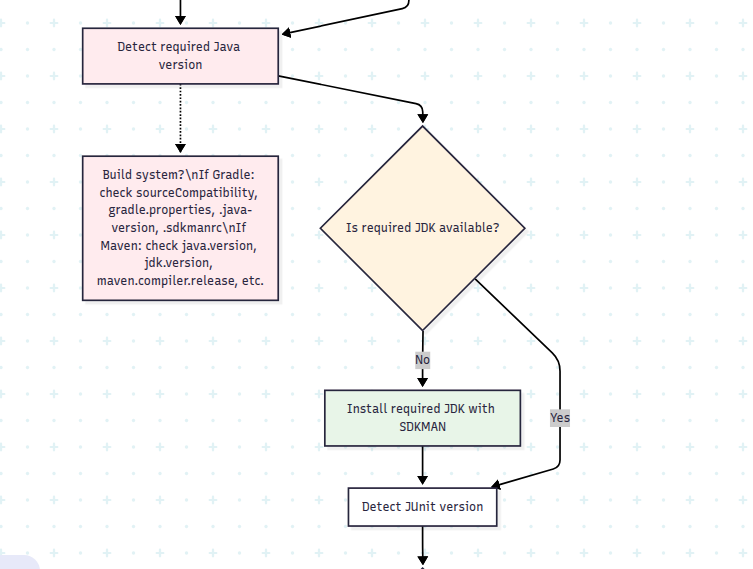 Detect required Java
version
Build system?\nIf Gradle:
check sourceCompatibility,
gradle.properties, .java-
version, .sdkmanrc\nIf
Maven: check java.version,
jdk.version,
maven.compiler.release, etc.
Is required JDK available?
No
Install required JDK with
SDKMAN
Yes
Detect JUnit version